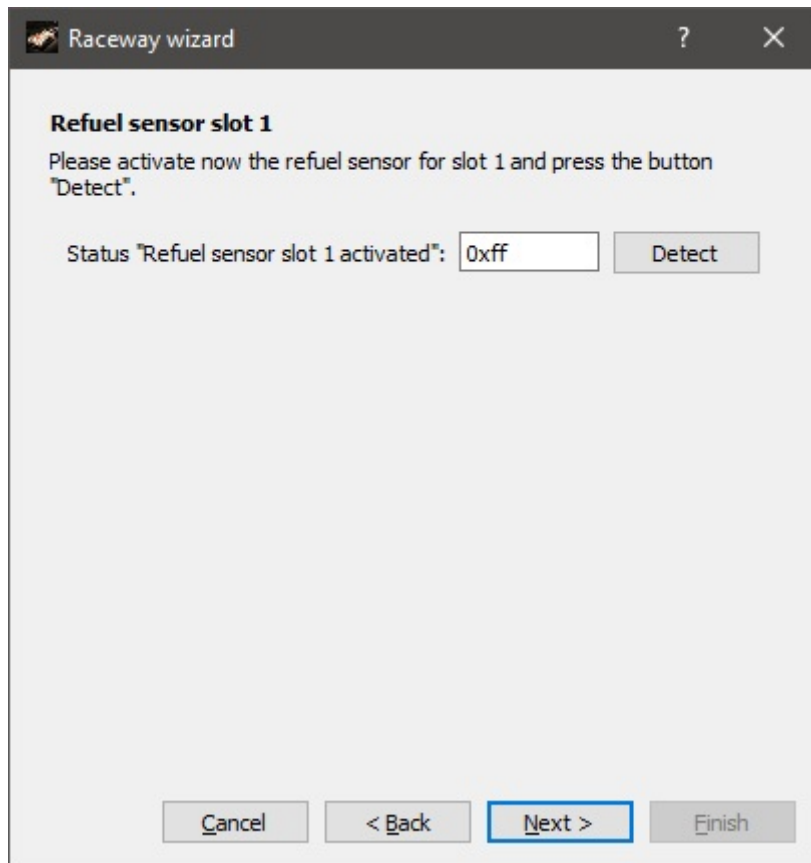 Raceway wizard
?
Refuel sensor slot 1
Please activate now the refuel sensor for slot 1 and press the button
"Detect".
Status "Refuel sensor slot 1 activated": 0xff Detect
Cancel < Back Next > Finish